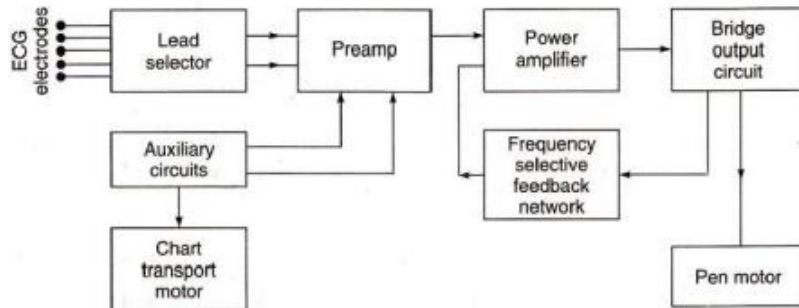 ECG
electrodes
Lead
selector
Preamp
Power
amplifier
Bridge
output
circuit
Auxiliary
circuits
Frequency
selective
feedback
network
Chart
transport
motor
Pen motor